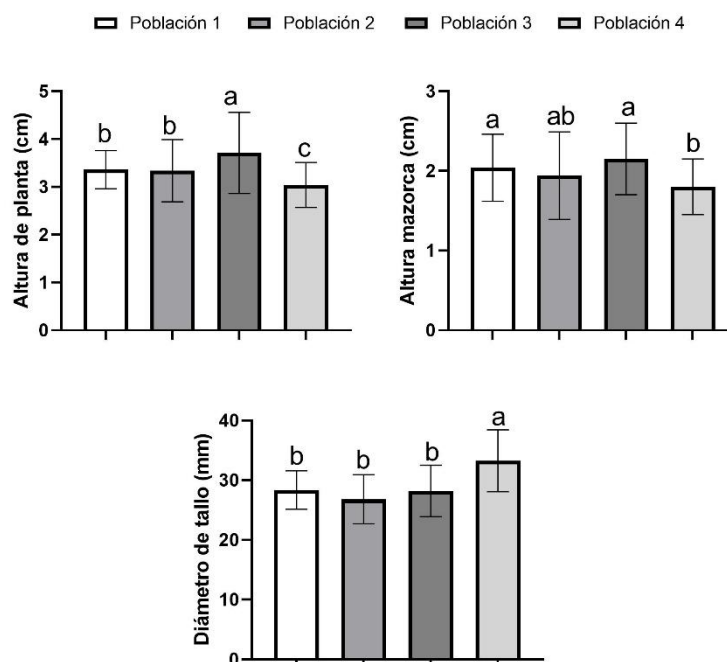 Población 1 Población 2 Población 3 Población 4
Altura de planta (cm)
5
4
3
2
1
0
b b a c
Altura mazorca (cm)
3
2
1
0
a ab a b
Diámetro de tallo (mm)
40
30
20
10
0
b b b a